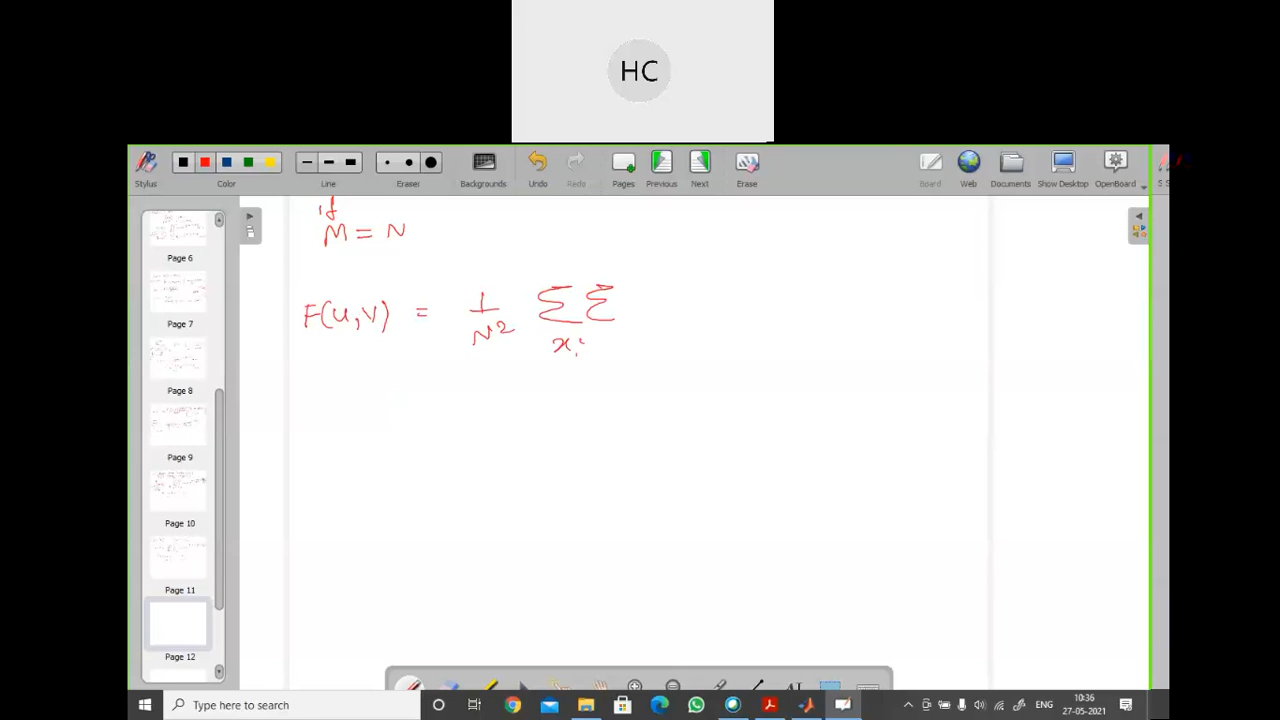 HC
Stylus Color Line Eraser Backgrounds Undo Redo Pages Previous Next Erase Board Web Documents Show Desktop OpenBoard
if
M = N
F(u,v) = 1/N² Σ Σ
x,
Page 6
Page 7
Page 8
Page 9
Page 10
Page 11
Page 12
Type here to search
ENG
10:36
27-05-2021